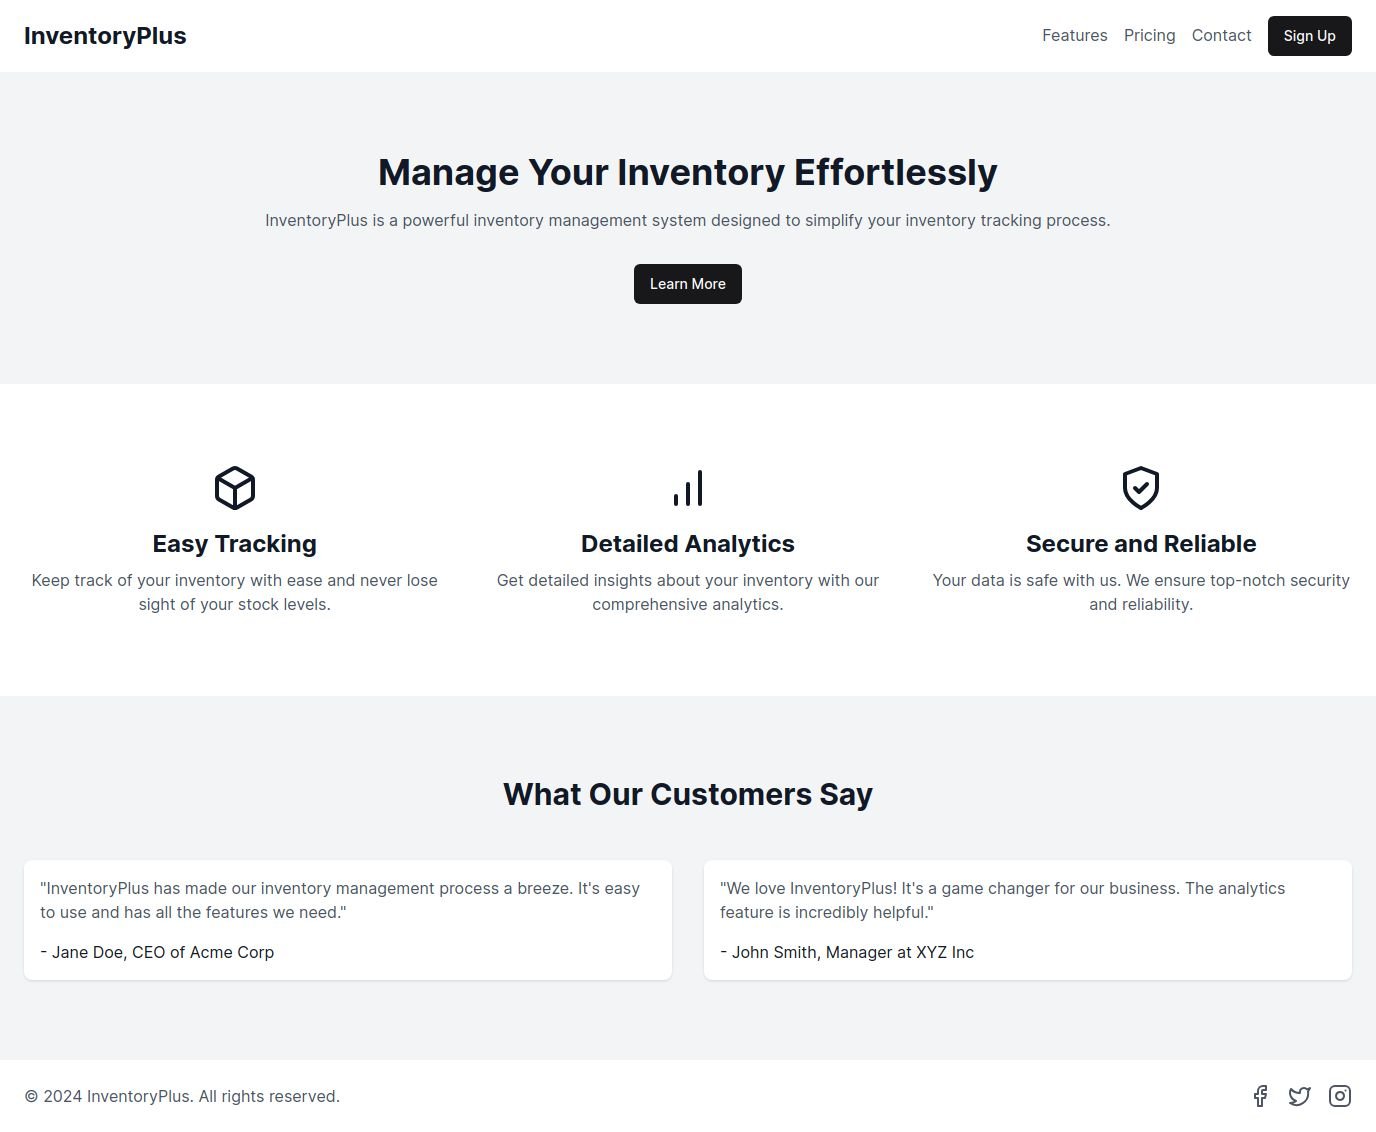 InventoryPlus
Features Pricing Contact Sign Up
Manage Your Inventory Effortlessly
InventoryPlus is a powerful inventory management system designed to simplify your inventory tracking process.
Learn More
Easy Tracking
Keep track of your inventory with ease and never lose
sight of your stock levels.
Detailed Analytics
Get detailed insights about your inventory with our
comprehensive analytics.
Secure and Reliable
Your data is safe with us. We ensure top-notch security
and reliability.
What Our Customers Say
"InventoryPlus has made our inventory management process a breeze. It's easy
to use and has all the features we need."
- Jane Doe, CEO of Acme Corp
"We love InventoryPlus! It's a game changer for our business. The analytics
feature is incredibly helpful."
- John Smith, Manager at XYZ Inc
© 2024 InventoryPlus. All rights reserved.